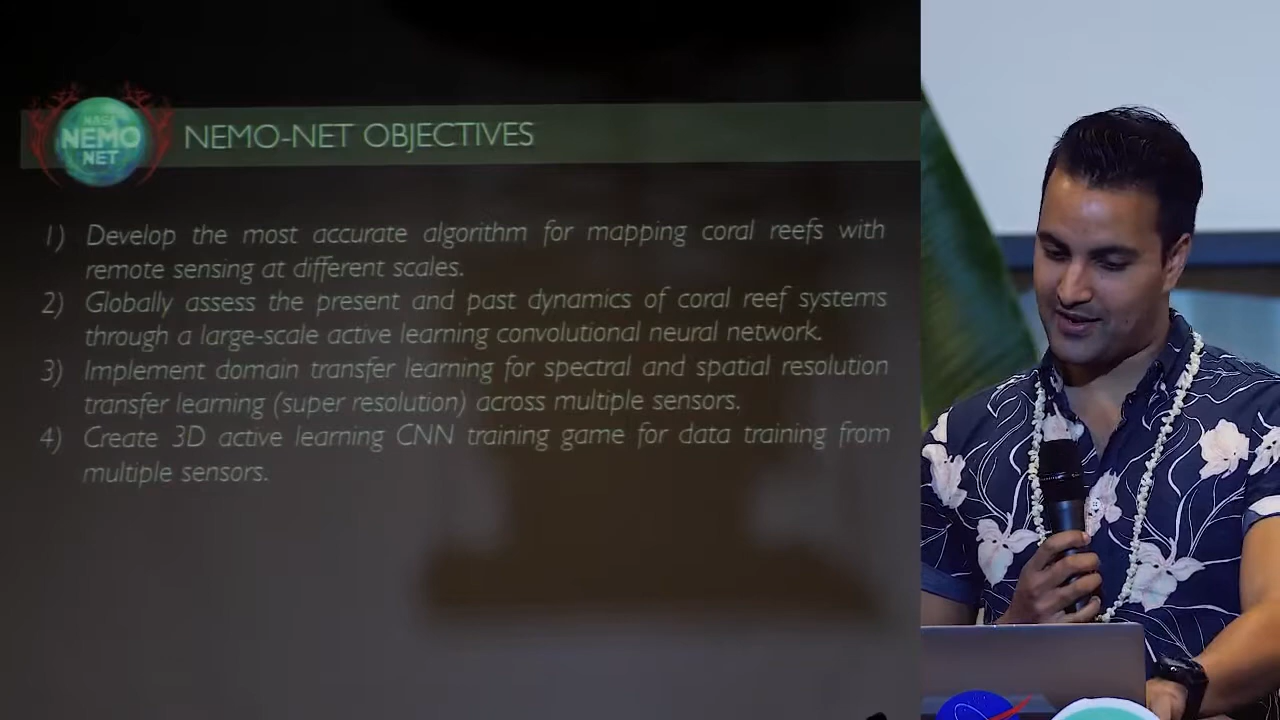 NASA
NEMO
NET
NEMO-NET OBJECTIVES
1) Develop the most accurate algorithm for mapping coral reefs with
remote sensing at different scales.
2) Globally assess the present and past dynamics of coral reef systems
through a large-scale active learning convolutional neural network.
3) Implement domain transfer learning for spectral and spatial resolution
transfer learning (super resolution) across multiple sensors.
4) Create 3D active learning CNN training game for data training from
multiple sensors.